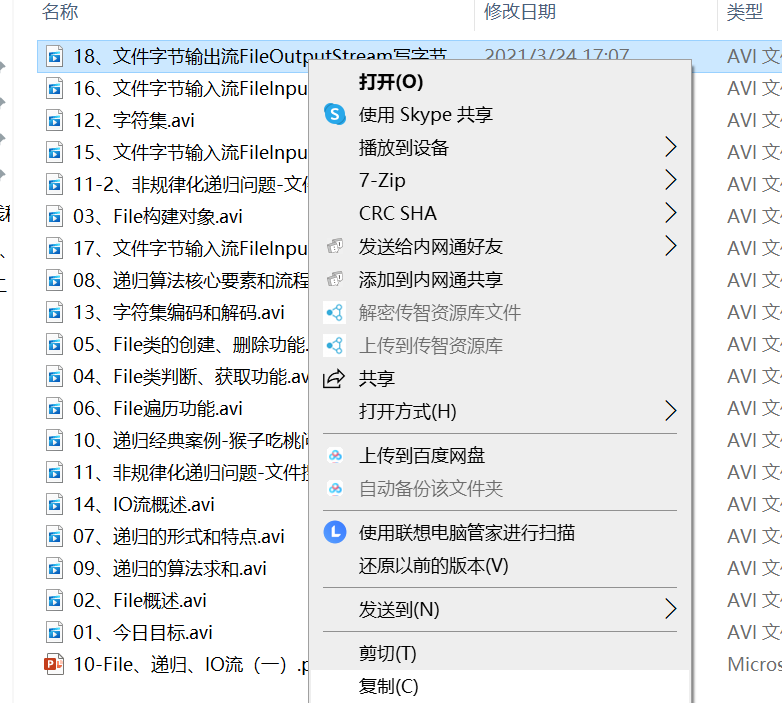 名称 修改日期 类型
18、文件字节输出流FileOutputStream写字节 2021/3/24 17:07 AVI 文
16、文件字节输入流FileInpu AVI 文
12、字符集.avi AVI 文
15、文件字节输入流FileInpu AVI 文
11-2、非规律化递归问题-文 AVI 文
03、File构建对象.avi AVI 文
17、文件字节输入流FileInpu AVI 文
08、递归算法核心要素和流程 AVI 文
13、字符集编码和解码.avi AVI 文
05、File类的创建、删除功能. AVI 文
04、File类判断、获取功能.av AVI 文
06、File遍历功能.avi AVI 文
10、递归经典案例-猴子吃桃 AVI 文
11、非规律化递归问题-文件 AVI 文
14、IO流概述.avi AVI 文
07、递归的形式和特点.avi AVI 文
09、递归的算法求和.avi AVI 文
02、File概述.avi AVI 文
01、今日目标.avi AVI 文
10-File、递归、IO流（一）.p Micros
打开(O)
使用 Skype 共享
播放到设备
7-Zip
CRC SHA
发送给内网通好友
添加到内网通共享
解密传智资源库文件
上传到传智资源库
共享
打开方式(H)
上传到百度网盘
自动备份该文件夹
使用联想电脑管家进行扫描
还原以前的版本(V)
发送到(N)
剪切(T)
复制(C)